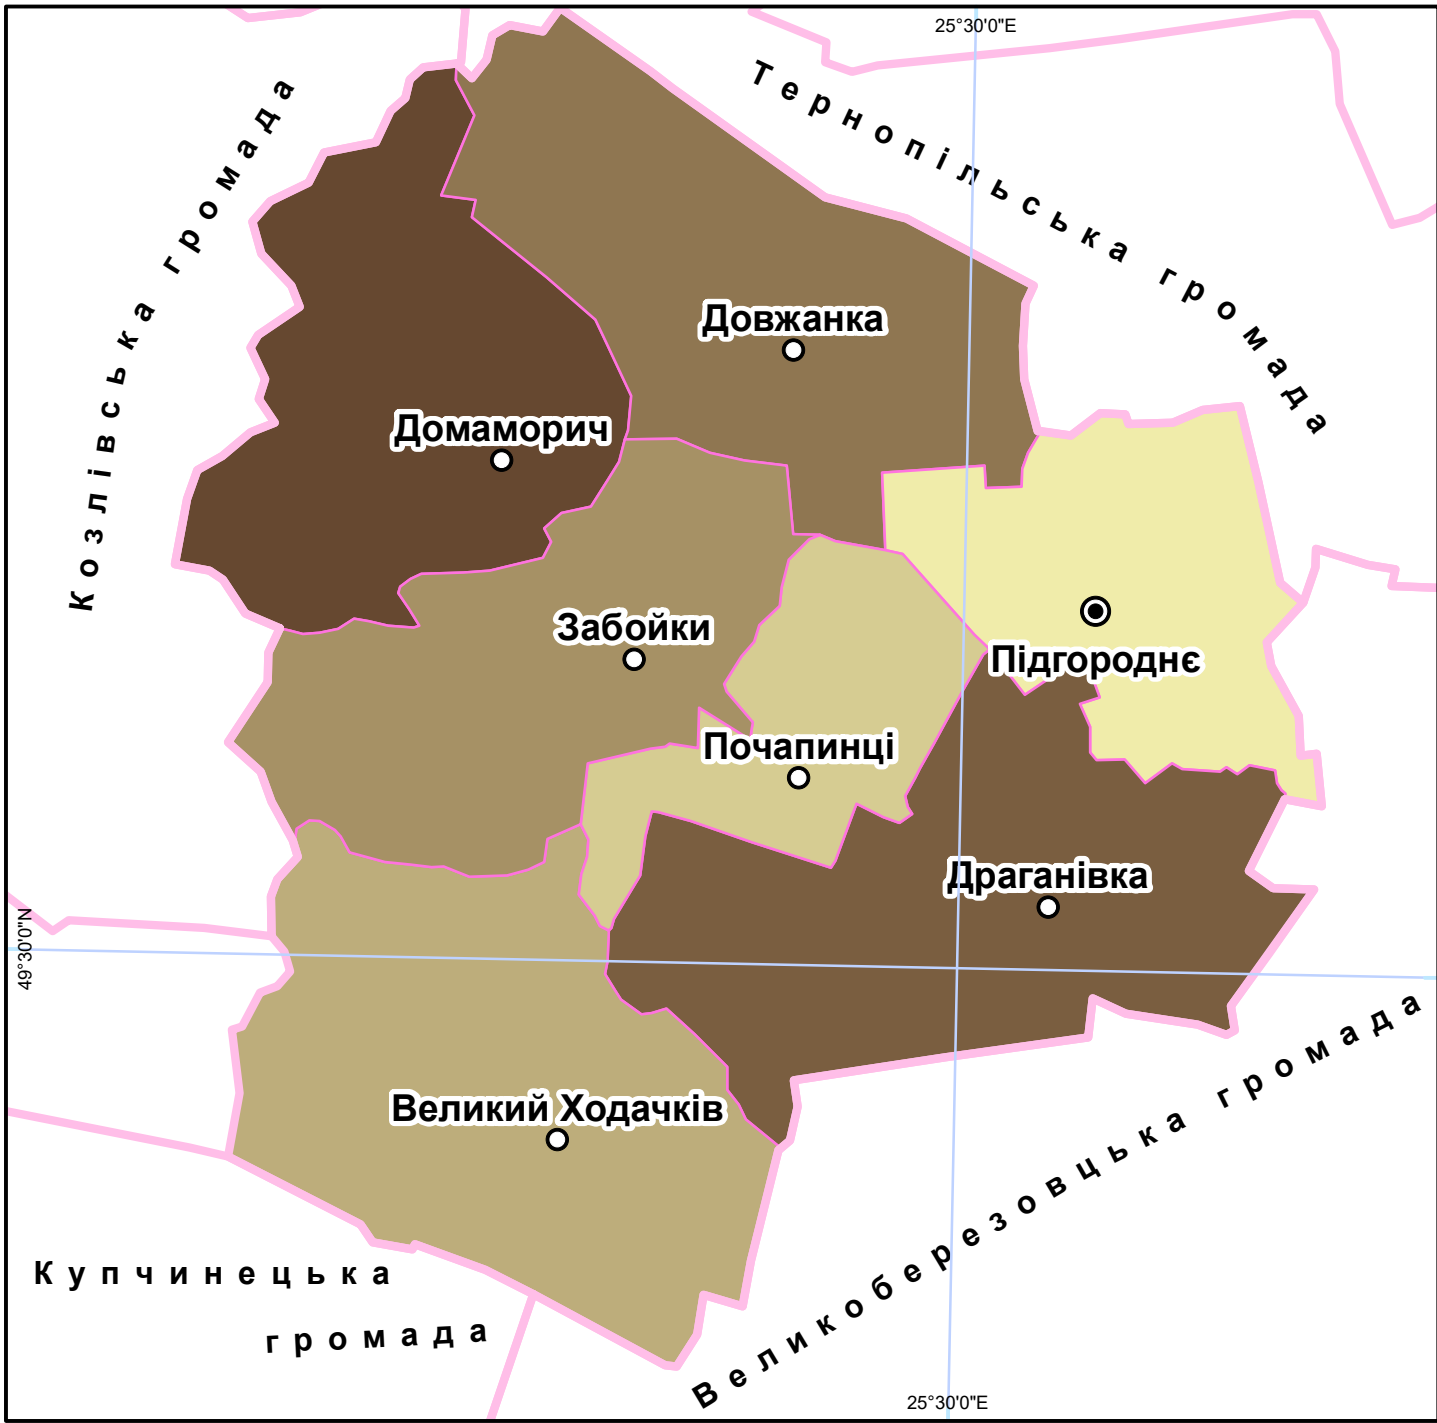 25°30'0"E
Тернопільська громада
Козлівська громада
Довжанка
Домаморич
Забойки
Підгороднє
Почапинці
Драганівка
49°30'0"N
Великий Ходачків
Великоберезовцька громада
Купчинецька
громада
25°30'0"E